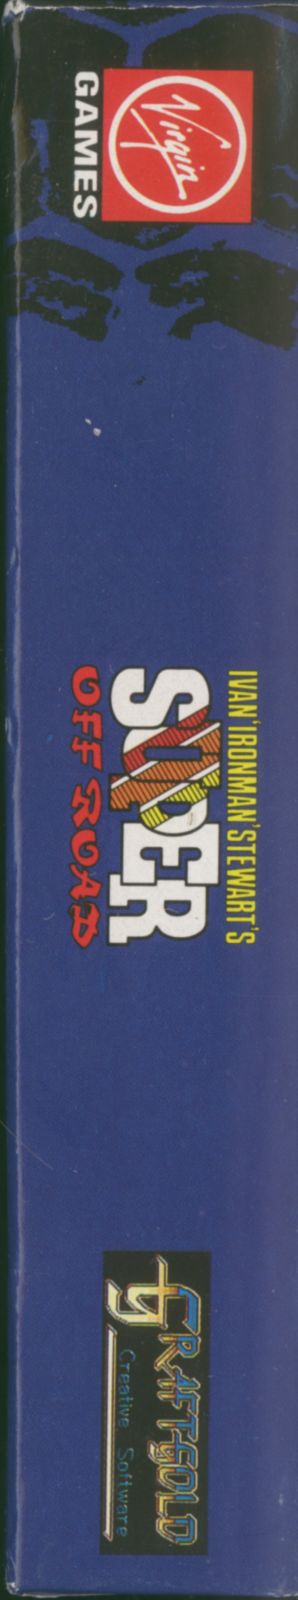 Virgin
GAMES
IVAN 'IRONMAN' STEWART'S
SUPER
OFF ROAD
GRAFTGOLD
Creative Software